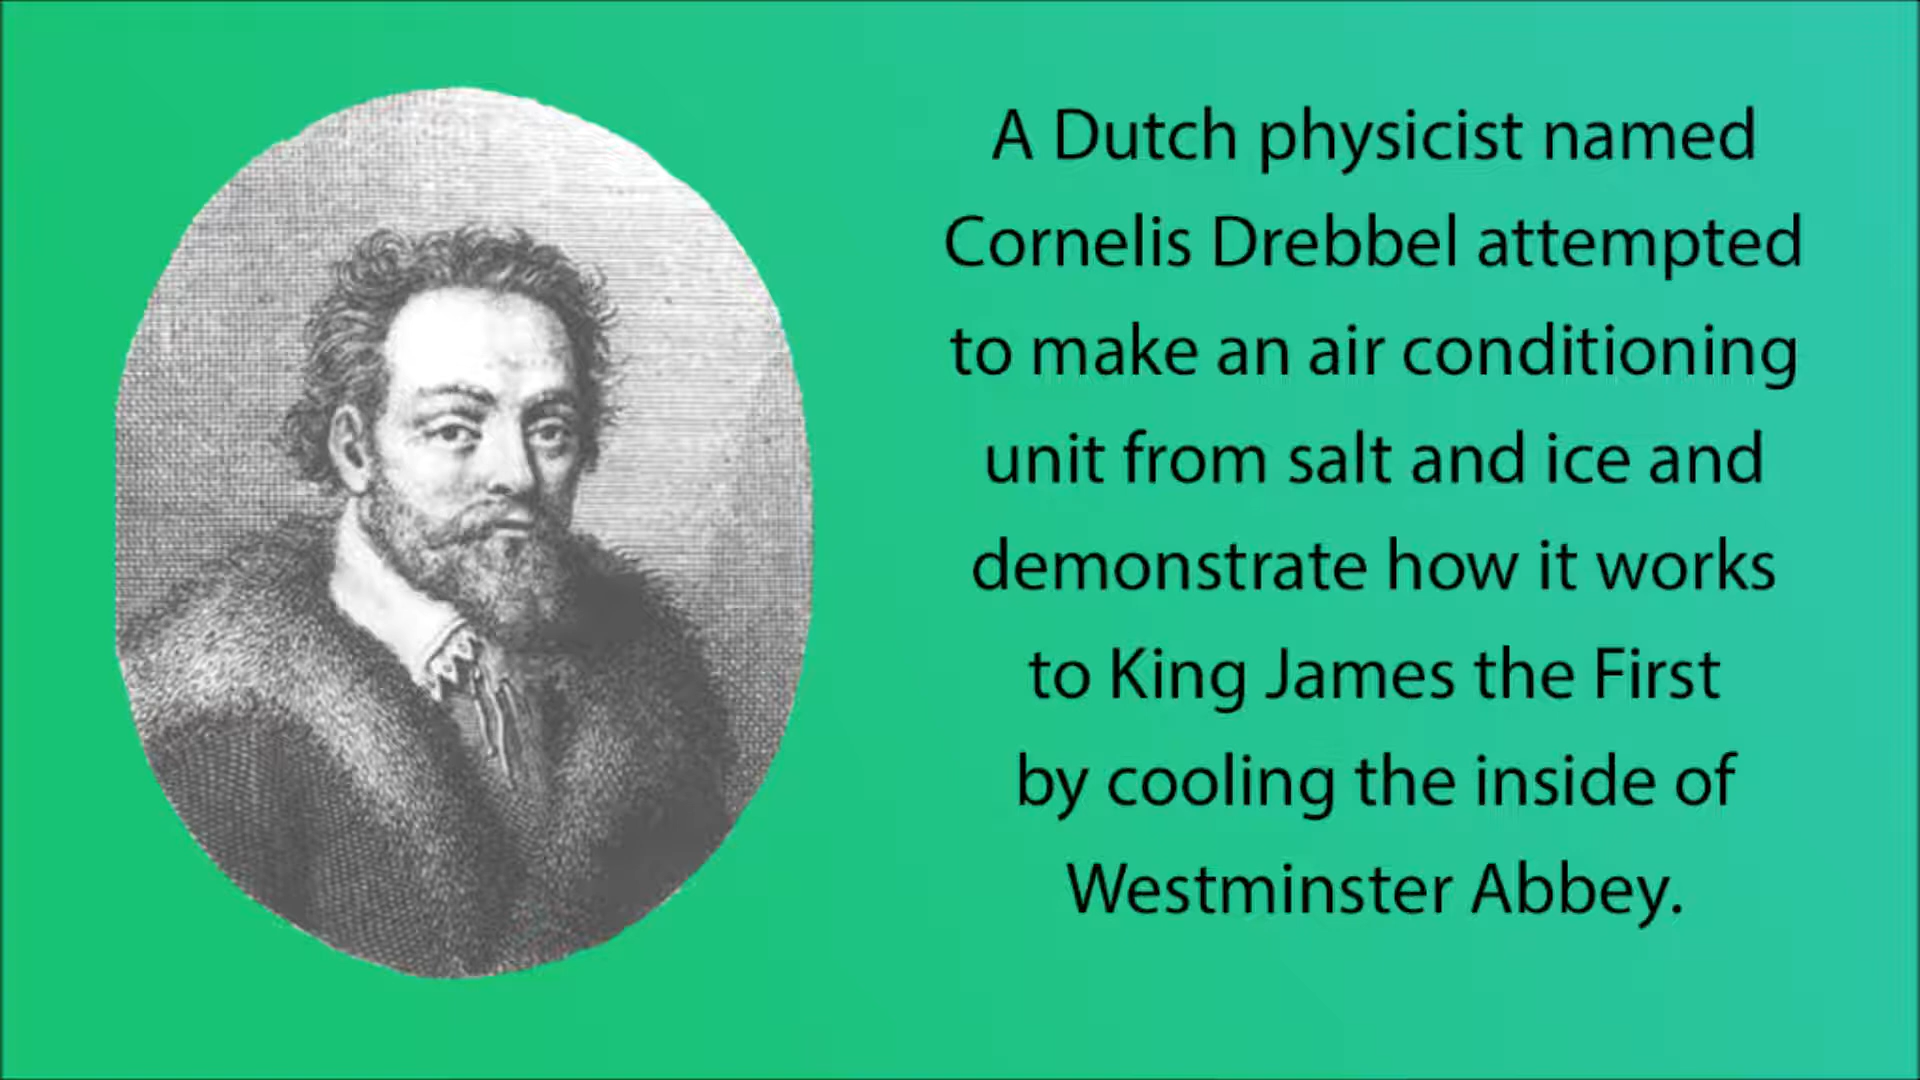 A Dutch physicist named
Cornelis Drebbel attempted
to make an air conditioning
unit from salt and ice and
demonstrate how it works
to King James the First
by cooling the inside of
Westminster Abbey.